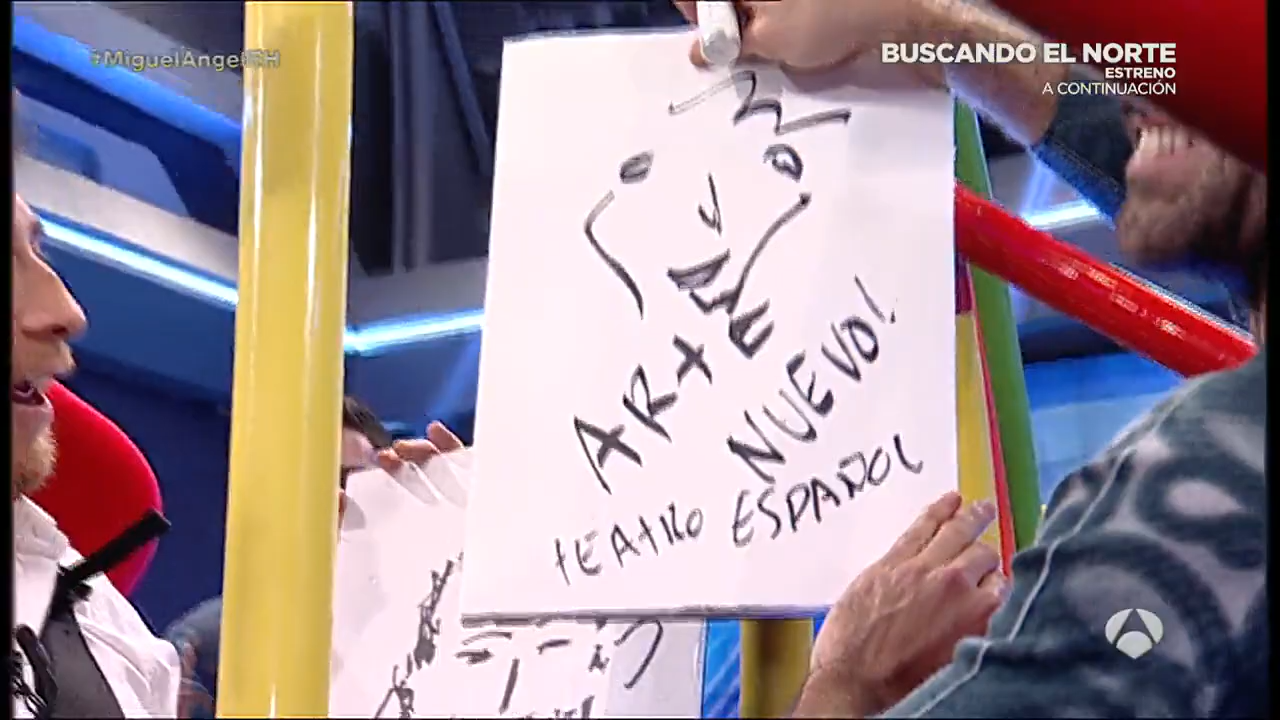 #MiguelAngelEH
BUSCANDO EL NORTE
ESTRENO
A CONTINUACIÓN
ARTE
NUEVO!
TEATRO ESPAÑOL